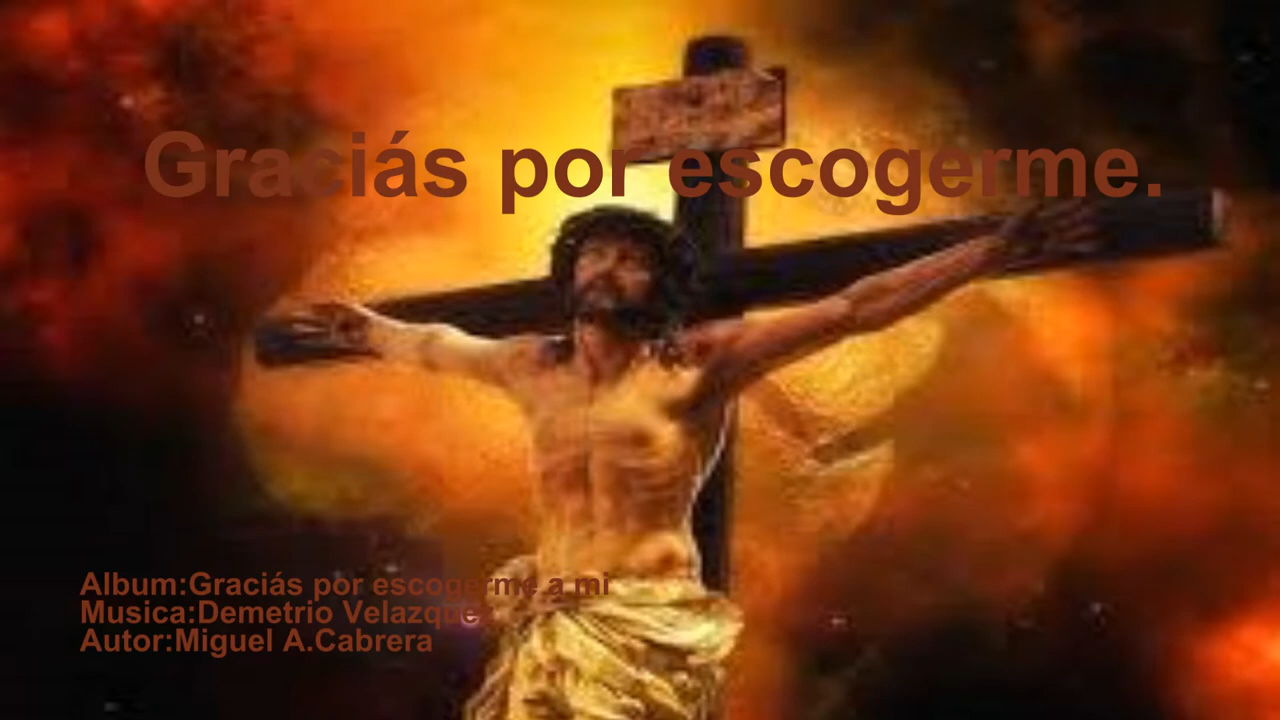 Graciás por escogerme.
Album:Graciás por escogerme a mi
Musica:Demetrio Velazquez
Autor:Miguel A.Cabrera